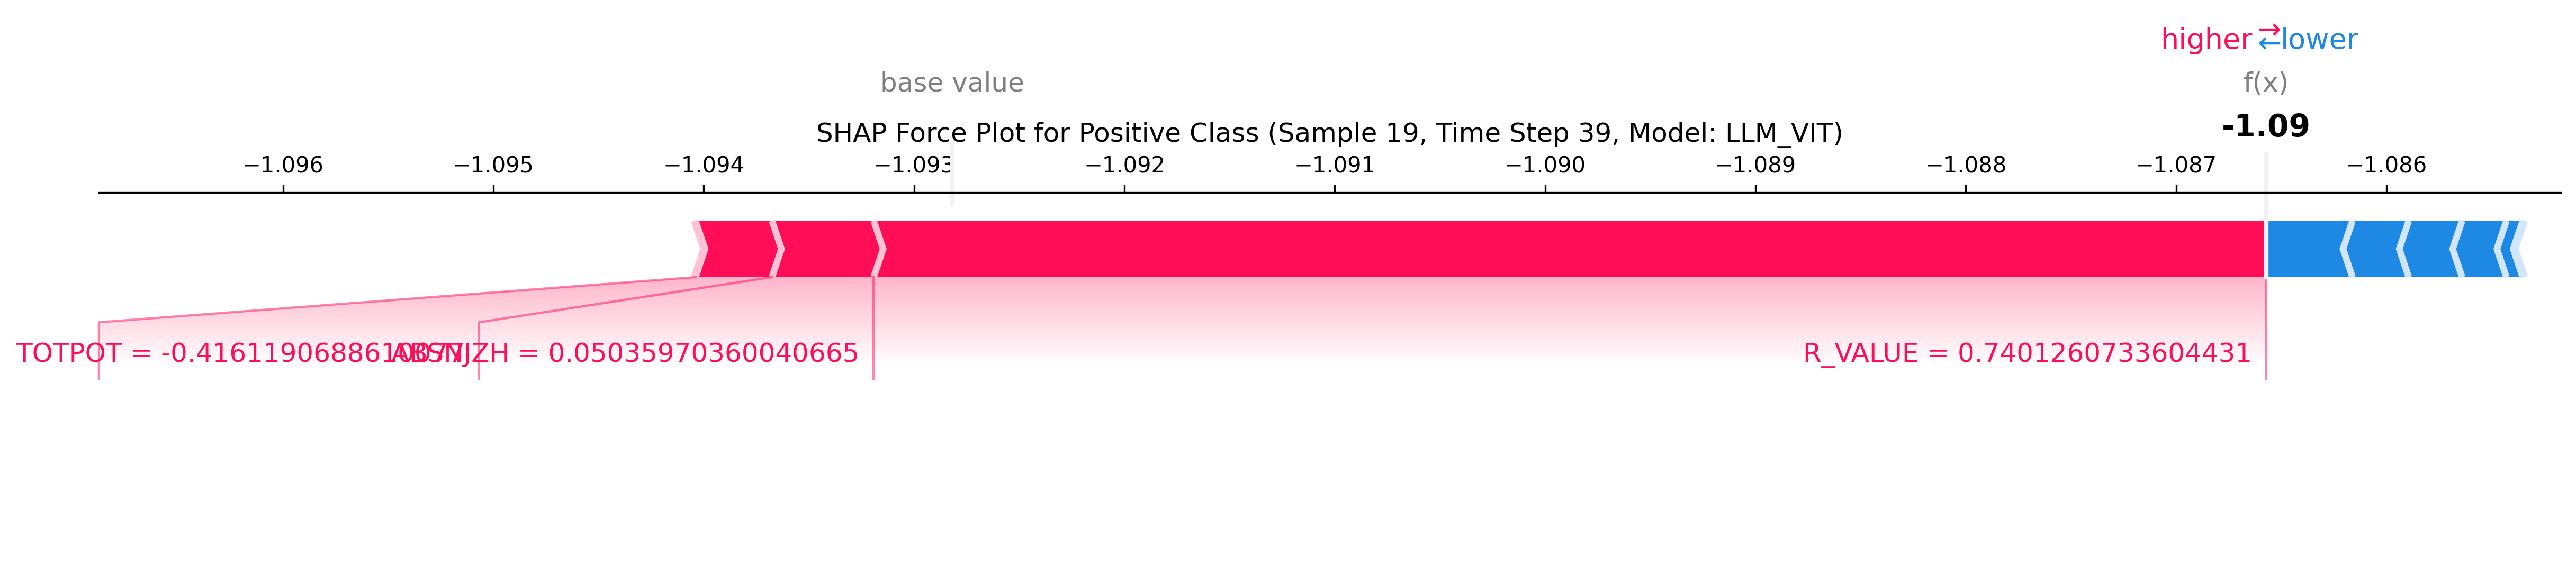 higher ⇄ lower
base value
f(x)
SHAP Force Plot for Positive Class (Sample 19, Time Step 39, Model: LLM_VIT)
-1.09
−1.096 −1.095 −1.094 −1.093 −1.092 −1.091 −1.090 −1.089 −1.088 −1.087 −1.086
TOTPOT = ABSNJZH = 0.05035970360040665 R_VALUE = 0.7401260733604431